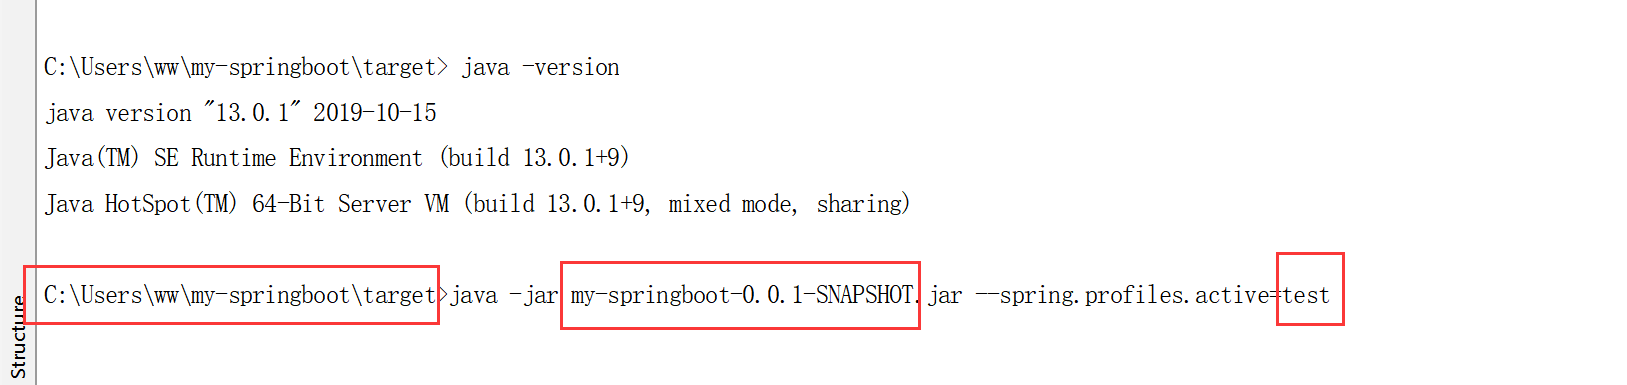 C:\Users\ww\my-springboot\target> java -version
java version "13.0.1" 2019-10-15
Java(TM) SE Runtime Environment (build 13.0.1+9)
Java HotSpot(TM) 64-Bit Server VM (build 13.0.1+9, mixed mode, sharing)
C:\Users\ww\my-springboot\target>java -jar my-springboot-0.0.1-SNAPSHOT.jar --spring.profiles.active=test
Structure